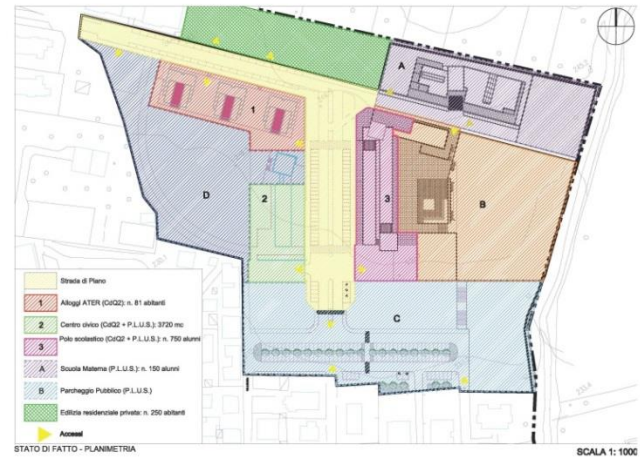 A
1
D
2
3
B
C
Strada di Piano
1 Alloggi ATER (CdQ2): n. 81 abitanti
2 Centro civico (CdQ2 + P.L.U.S.): 3720 mc
3 Polo scolastico (CdQ2 + P.L.U.S.): n. 750 alunni
A Scuola Materna (P.L.U.S.): n. 150 alunni
B Parcheggio Pubblico (P.L.U.S.)
Edilizia residenziale privata: n. 250 abitanti
Accessi
STATO DI FATTO - PLANIMETRIA
SCALA 1: 1000